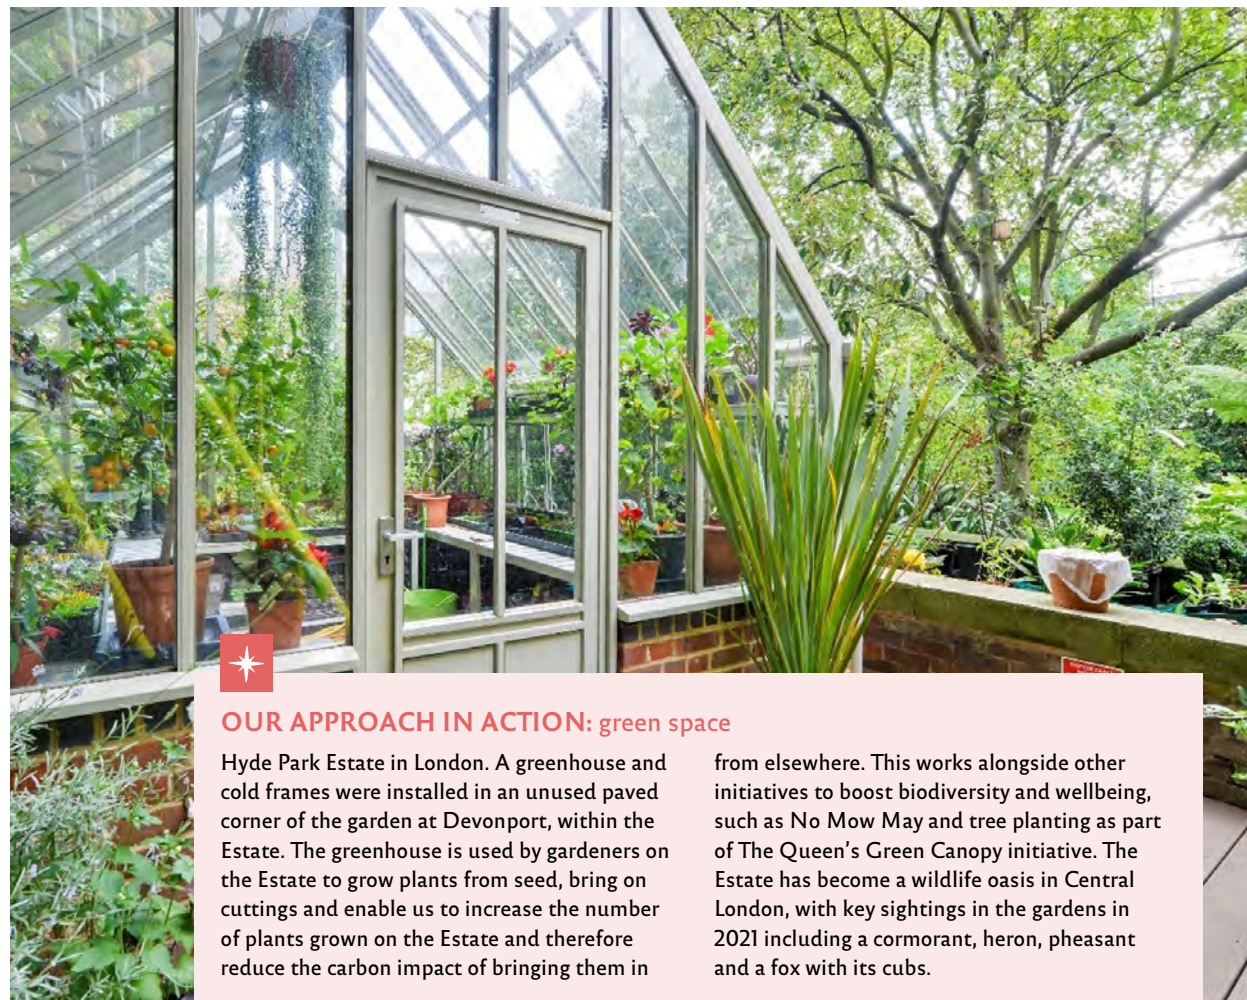 OUR APPROACH IN ACTION: green space
Hyde Park Estate in London. A greenhouse and
cold frames were installed in an unused paved
corner of the garden at Devonport, within the
Estate. The greenhouse is used by gardeners on
the Estate to grow plants from seed, bring on
cuttings and enable us to increase the number
of plants grown on the Estate and therefore
reduce the carbon impact of bringing them in
from elsewhere. This works alongside other
initiatives to boost biodiversity and wellbeing,
such as No Mow May and tree planting as part
of The Queen’s Green Canopy initiative. The
Estate has become a wildlife oasis in Central
London, with key sightings in the gardens in
2021 including a cormorant, heron, pheasant
and a fox with its cubs.